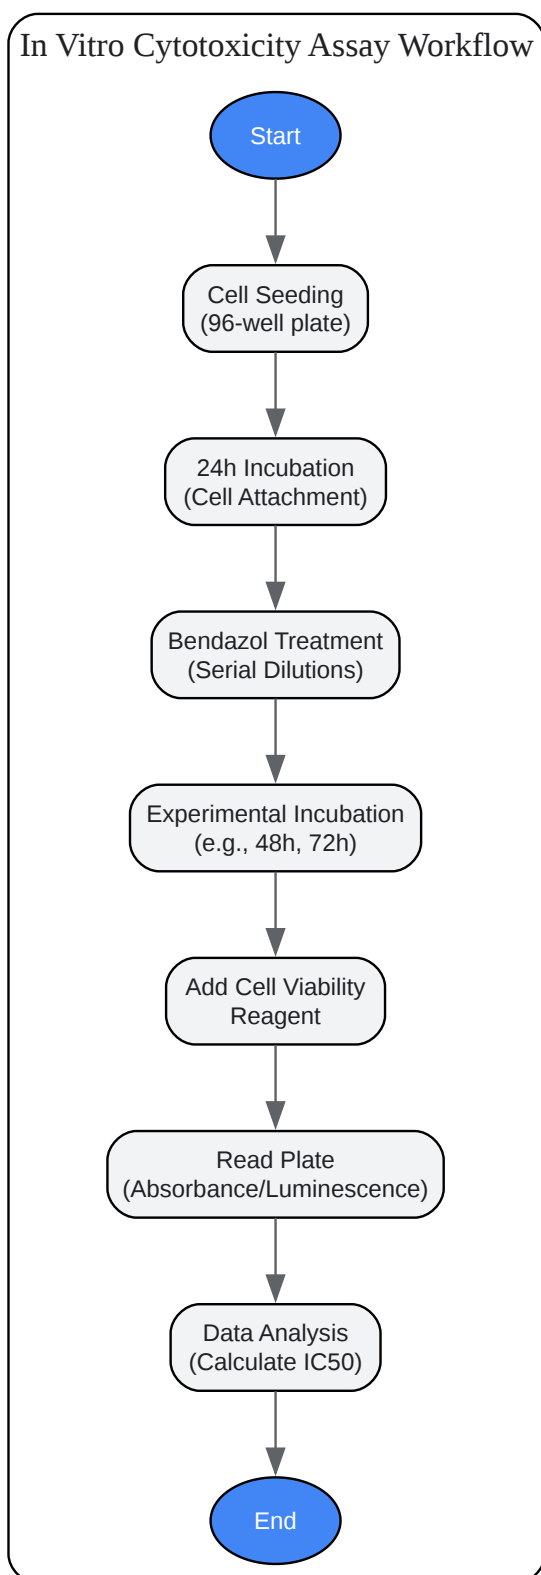 In Vitro Cytotoxicity Assay Workflow
Start
Cell Seeding
(96-well plate)
24h Incubation
(Cell Attachment)
Bendazol Treatment
(Serial Dilutions)
Experimental Incubation
(e.g., 48h, 72h)
Add Cell Viability
Reagent
Read Plate
(Absorbance/Luminescence)
Data Analysis
(Calculate IC50)
End